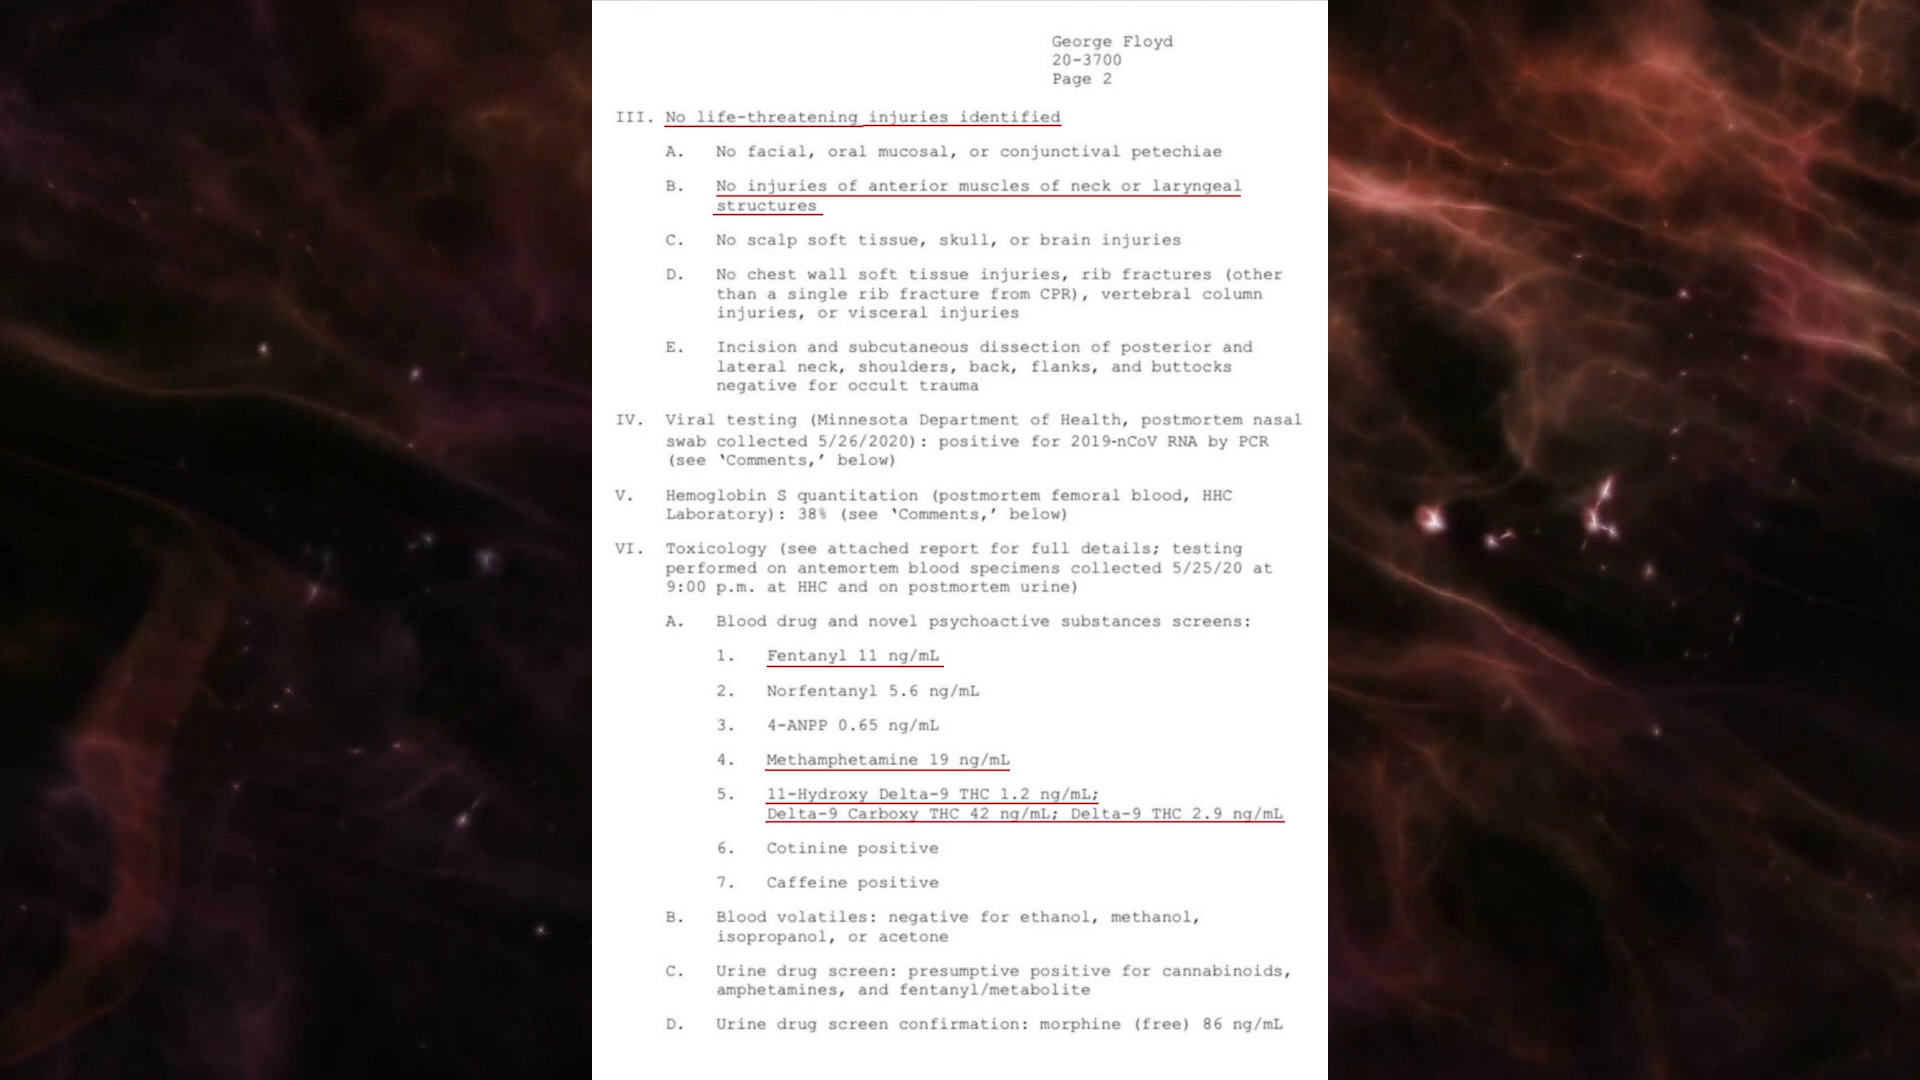 George Floyd
20-3700
Page 2
III. No life-threatening injuries identified
A. No facial, oral mucosal, or conjunctival petechiae
B. No injuries of anterior muscles of neck or laryngeal
structures
C. No scalp soft tissue, skull, or brain injuries
D. No chest wall soft tissue injuries, rib fractures (other
than a single rib fracture from CPR), vertebral column
injuries, or visceral injuries
E. Incision and subcutaneous dissection of posterior and
lateral neck, shoulders, back, flanks, and buttocks
negative for occult trauma
IV. Viral testing (Minnesota Department of Health, postmortem nasal
swab collected 5/26/2020): positive for 2019-nCoV RNA by PCR
(see ‘Comments,’ below)
V. Hemoglobin S quantitation (postmortem femoral blood, HHC
Laboratory): 38% (see ‘Comments,’ below)
VI. Toxicology (see attached report for full details; testing
performed on antemortem blood specimens collected 5/25/20 at
9:00 p.m. at HHC and on postmortem urine)
A. Blood drug and novel psychoactive substances screens:
1. Fentanyl 11 ng/mL
2. Norfentanyl 5.6 ng/mL
3. 4-ANPP 0.65 ng/mL
4. Methamphetamine 19 ng/mL
5. 11-Hydroxy Delta-9 THC 1.2 ng/mL;
Delta-9 Carboxy THC 42 ng/mL; Delta-9 THC 2.9 ng/mL
6. Cotinine positive
7. Caffeine positive
B. Blood volatiles: negative for ethanol, methanol,
isopropanol, or acetone
C. Urine drug screen: presumptive positive for cannabinoids,
amphetamines, and fentanyl/metabolite
D. Urine drug screen confirmation: morphine (free) 86 ng/mL